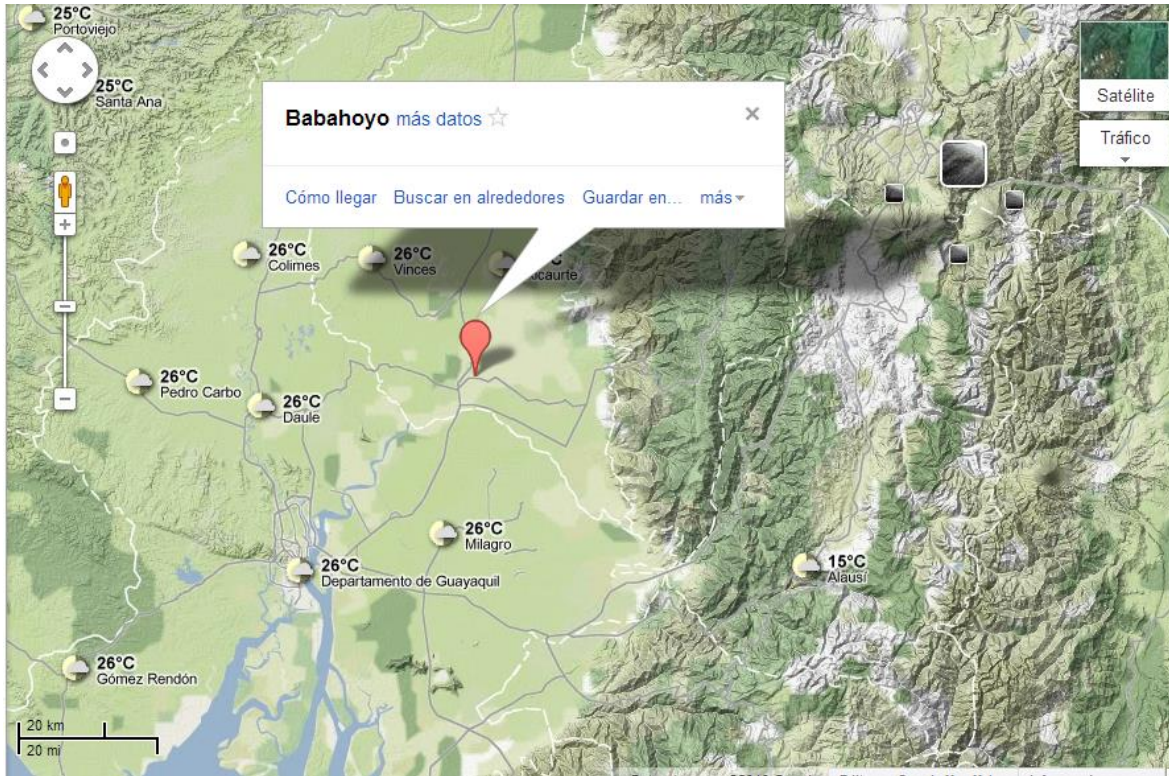 25°C
Portoviejo
25°C
Santa Ana
Babahoyo más datos
Cómo llegar Buscar en alrededores Guardar en... más
Satélite
Tráfico
26°C
Colimes
26°C
Vinces
26°C
Pedro Carbo
26°C
Daule
26°C
Milagro
26°C
Departamento de Guayaquil
15°C
Alausí
26°C
Gómez Rendón
20 km
20 mi